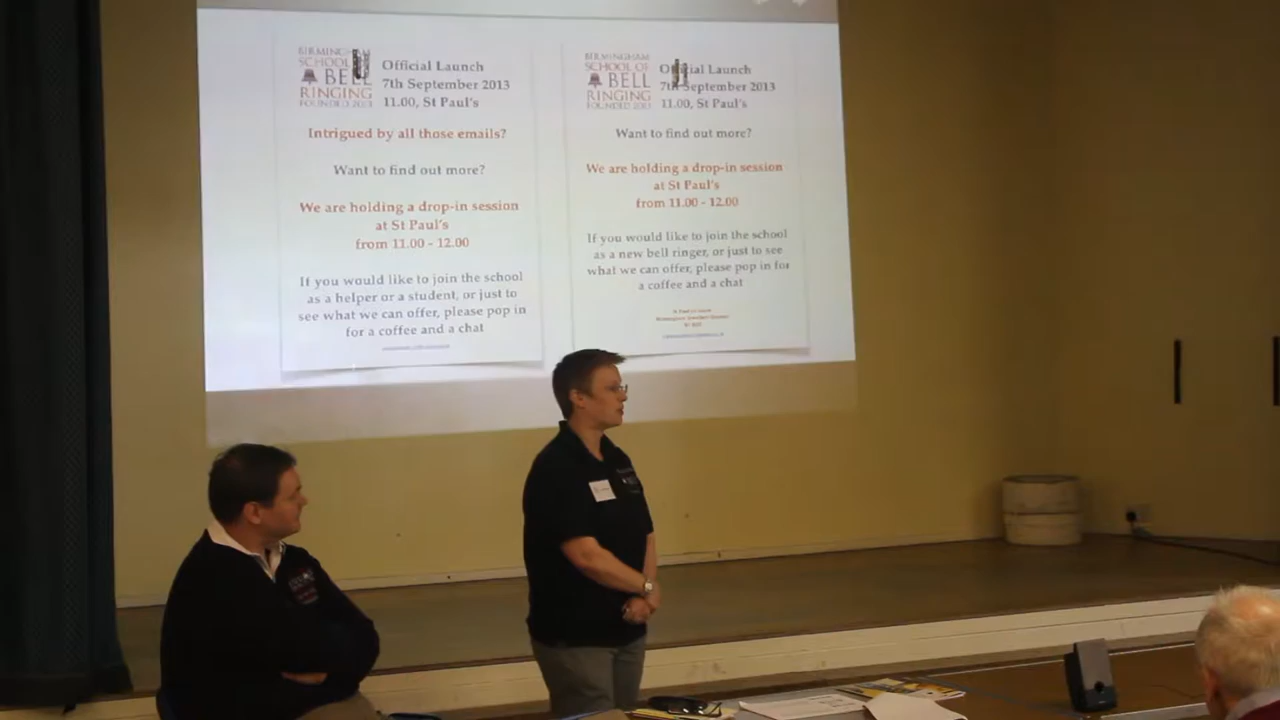 BIRMINGH
SCHOOL
BELL
RINGING
FOUNDED 2013
Official Launch
7th September 2013
11.00, St Paul's
Intrigued by all those emails?
Want to find out more?
We are holding a drop-in session
at St Paul's
from 11.00 - 12.00
If you would like to join the school
as a helper or a student, or just to
see what we can offer, please pop in
for a coffee and a chat
BIRMINGHAM
SCHOOL OF
BELL
RINGING
FOUNDED 2013
Official Launch
7th September 2013
11.00, St Paul's
Want to find out more?
We are holding a drop-in session
at St Paul's
from 11.00 - 12.00
If you would like to join the school
as a new bell ringer, or just to see
what we can offer, please pop in for
a coffee and a chat